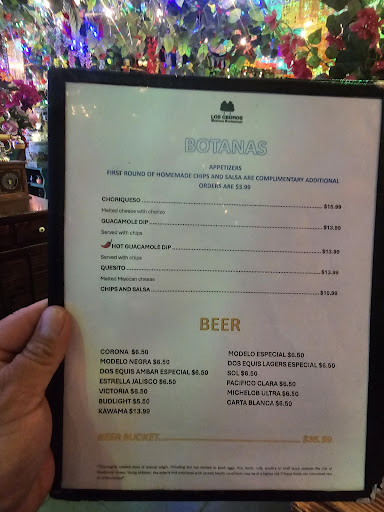 LOS CHINOS
BOTANAS
APPETIZERS
FIRST ROUND OF HOMEMADE CHIPS AND SALSA ARE COMPLIMENTARY ADDITIONAL
ORDERS ARE $3.99
CHORIQUESO $15.99
Melted cheese with chorizo
GUACAMOLE DIP $13.99
Served with chips
HOT GUACAMOLE DIP $13.99
Served with chips
QUESITO $13.99
Melted Mexican cheese
CHIPS AND SALSA $10.99
BEER
CORONA $6.50
MODELO NEGRA $6.50
DOS EQUIS AMBAR ESPECIAL $6.50
ESTRELLA JALISCO $6.50
VICTORIA $6.50
BUDLIGHT $5.50
KAWAMA $13.99
MODELO ESPECIAL $6.50
DOS EQUIS LAGERS ESPECIAL $6.50
SOL $6.50
PACIFICO CLARA $6.50
MICHELOB ULTRA $6.50
CARTA BLANCA $6.50
BEER BUCKET $35.99